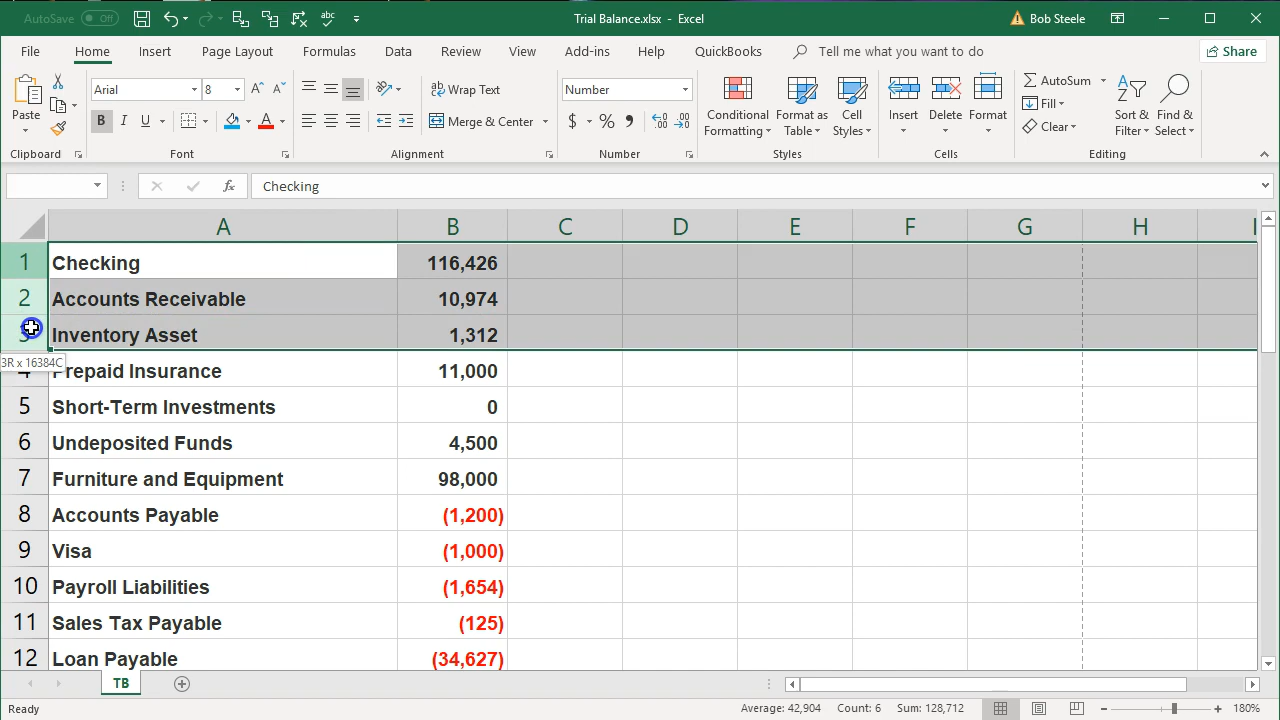 AutoSave Off Trial Balance.xlsx - Excel Bob Steele
File Home Insert Page Layout Formulas Data Review View Add-ins Help QuickBooks Tell me what you want to do Share
Paste Arial 8 Wrap Text Number Conditional Formatting Format as Table Cell Styles Insert Delete Format AutoSum Sort & Filter Find & Select
B I U Merge & Center $ % Fill
Clear
Clipboard Font Alignment Number Styles Cells Editing
fx Checking
A B C D E F G H I
1 Checking 116,426
2 Accounts Receivable 10,974
3 Inventory Asset 1,312
3R x 16384C
4 Prepaid Insurance 11,000
5 Short-Term Investments 0
6 Undeposited Funds 4,500
7 Furniture and Equipment 98,000
8 Accounts Payable (1,200)
9 Visa (1,000)
10 Payroll Liabilities (1,654)
11 Sales Tax Payable (125)
12 Loan Payable (34,627)
TB
Ready Average: 42,904 Count: 6 Sum: 128,712 180%